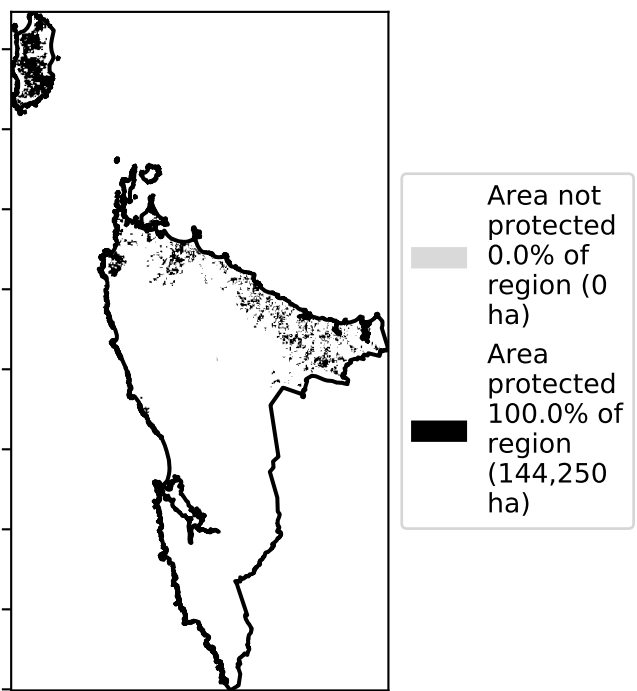 Area not
protected
0.0% of
region (0
ha)
Area
protected
100.0% of
region
(144,250
ha)